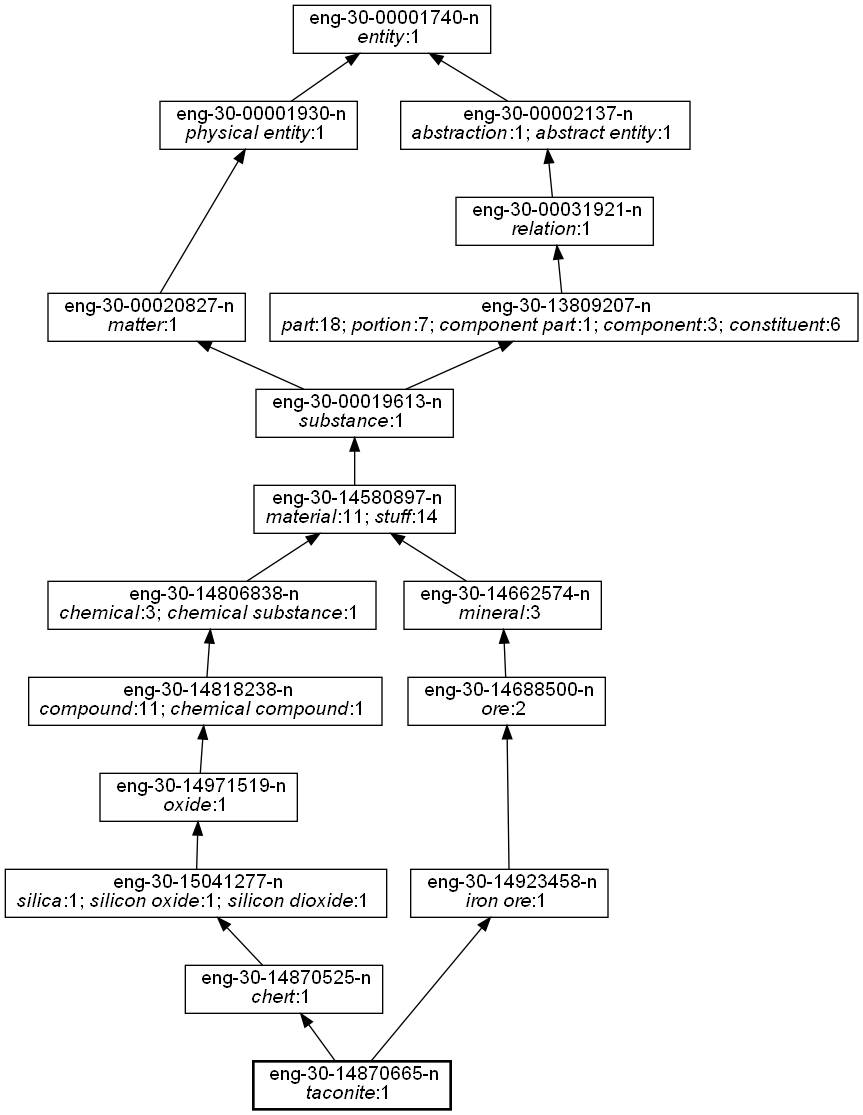 eng-30-00001740-n
entity:1
eng-30-00001930-n
physical entity:1
eng-30-00002137-n
abstraction:1; abstract entity:1
eng-30-00031921-n
relation:1
eng-30-00020827-n
matter:1
eng-30-13809207-n
part:18; portion:7; component part:1; component:3; constituent:6
eng-30-00019613-n
substance:1
eng-30-14580897-n
material:11; stuff:14
eng-30-14806838-n
chemical:3; chemical substance:1
eng-30-14662574-n
mineral:3
eng-30-14818238-n
compound:11; chemical compound:1
eng-30-14688500-n
ore:2
eng-30-14971519-n
oxide:1
eng-30-15041277-n
silica:1; silicon oxide:1; silicon dioxide:1
eng-30-14923458-n
iron ore:1
eng-30-14870525-n
chert:1
eng-30-14870665-n
taconite:1